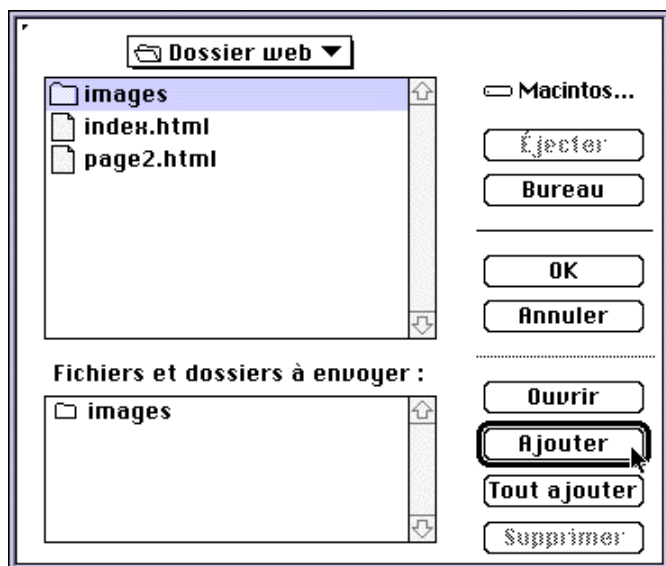 Dossier web
images
index.html
page2.html
Macintos...
Éjecter
Bureau
OK
Annuler
Fichiers et dossiers à envoyer :
images
Ouvrir
Ajouter
Tout ajouter
Supprimer